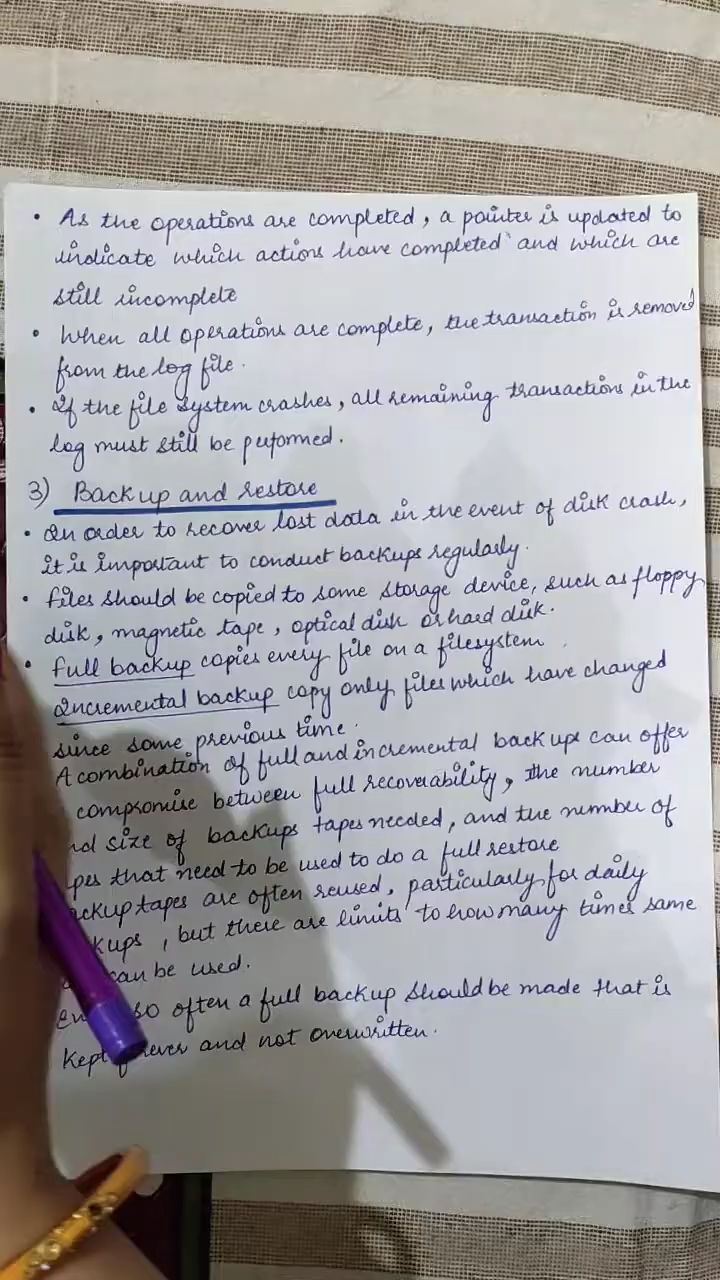 • As the operations are completed, a pointer is updated to
indicate which actions have completed and which are
still incomplete
• When all operations are complete, the transaction is removed
from the log file.
• If the file system crashes, all remaining transactions in the
log must still be performed.
3) Backup and restore
• In order to recover lost data in the event of disk crash,
it is important to conduct backups regularly.
• files should be copied to some storage device, such as floppy
disk, magnetic tape, optical disk or hard disk.
• full backup copies every file on a filesystem
Incremental backup copy only files which have changed
since some previous time.
A combination of full and incremental backups can offer
compromise between full recoverability, the number
nd size of backups tapes needed, and the number of
pes that need to be used to do a full restore
ackup tapes are often reused, particularly for daily
kups, but there are limits to how many times same
can be used.
so often a full backup should be made that is
kept and not overwritten.